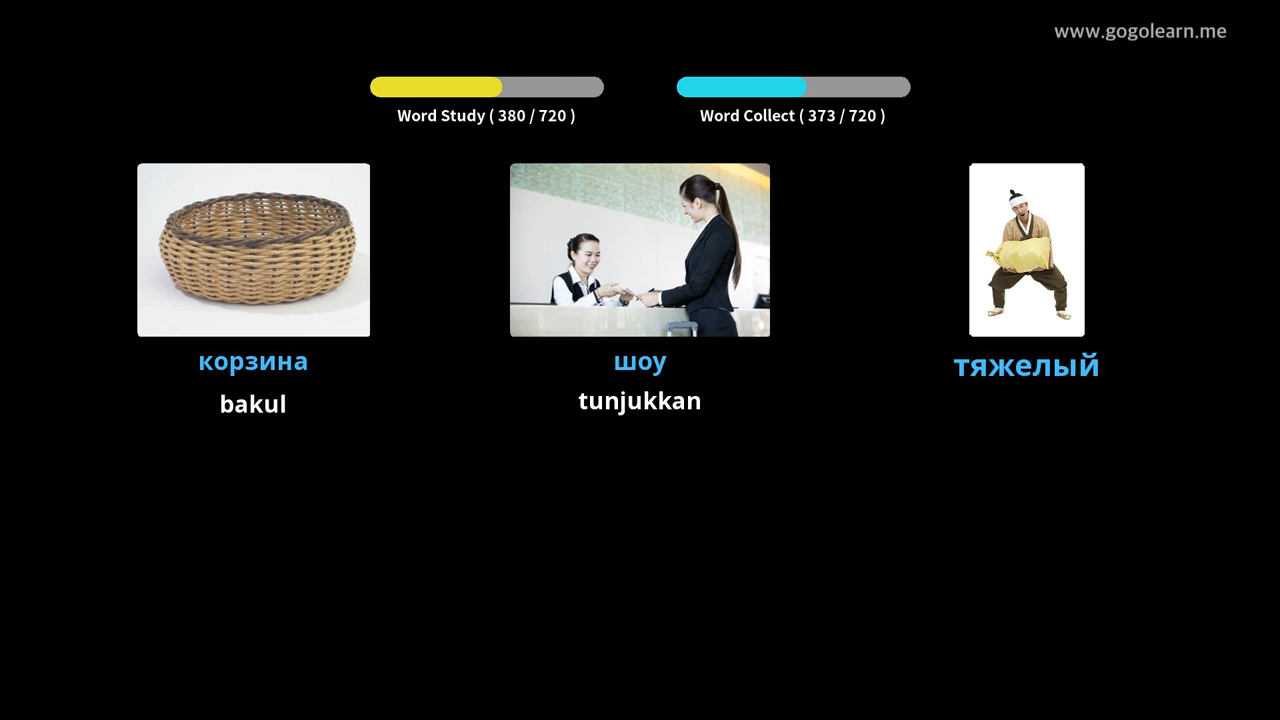 www.gogolearn.me
Word Study ( 380 / 720 )
Word Collect ( 373 / 720 )
корзина
bakul
шоу
tunjukkan
тяжелый